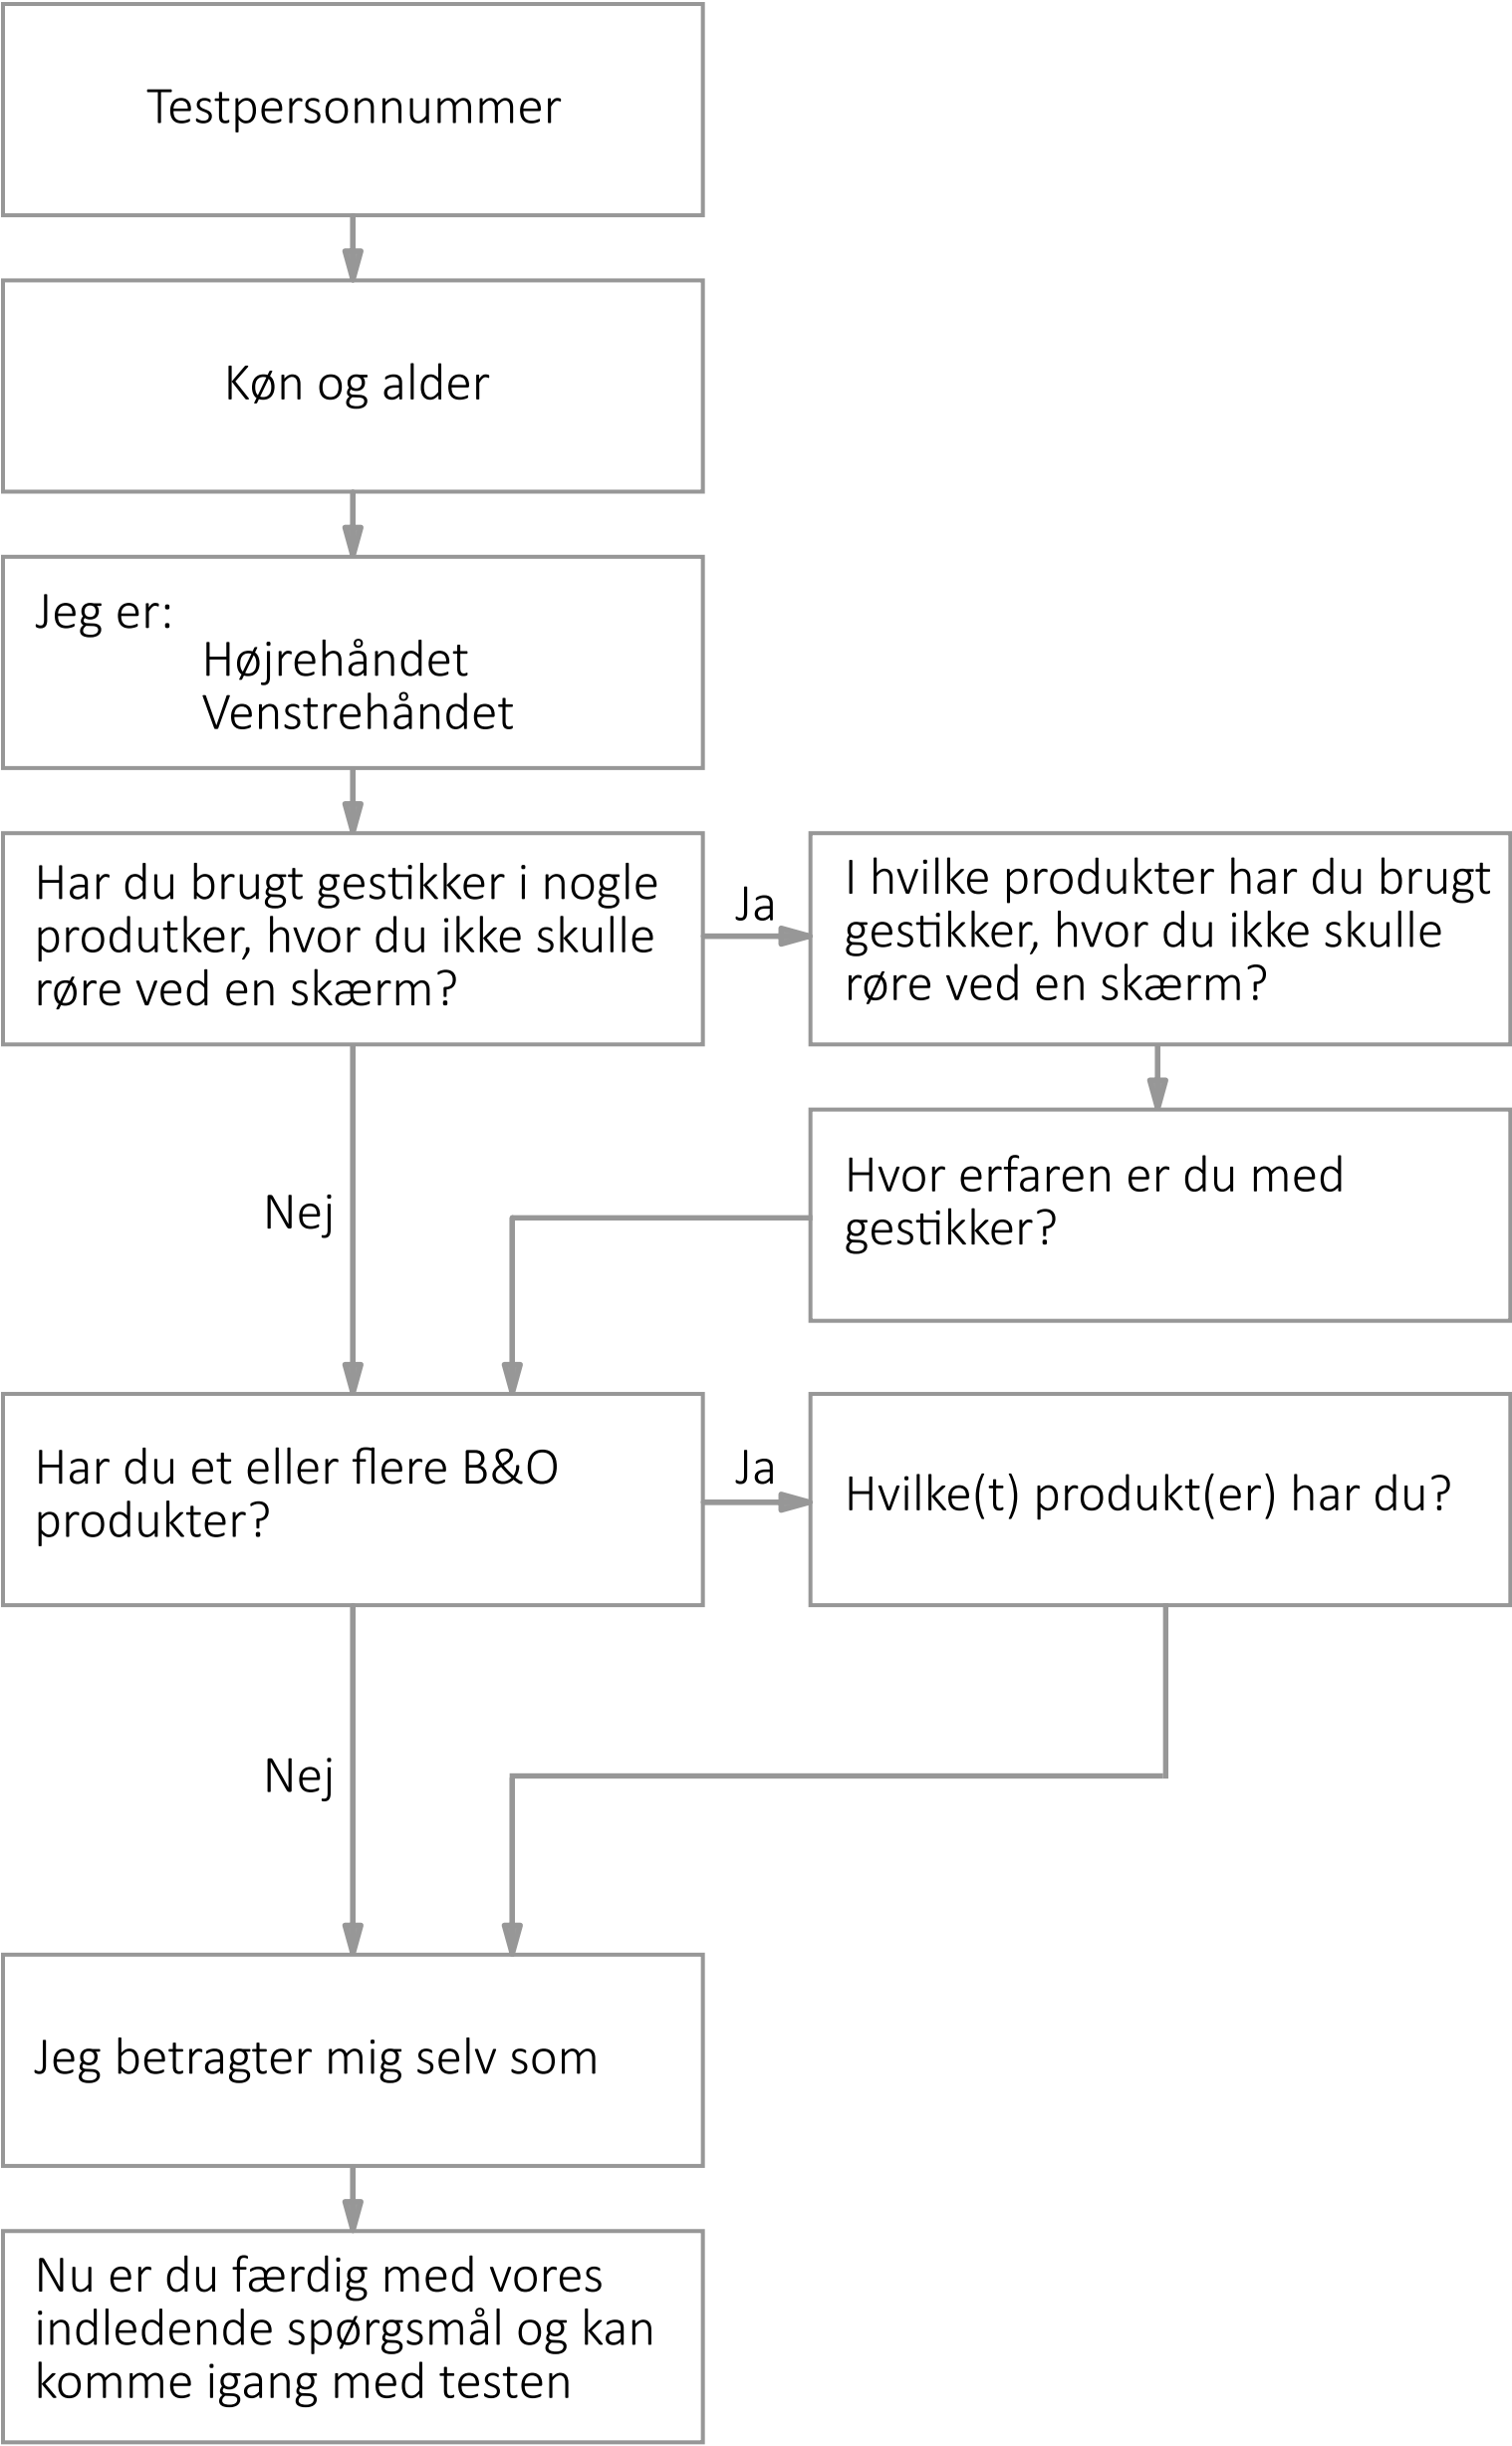 Testpersonnummer
Køn og alder
Jeg er:
Højrehåndet
Venstrehåndet
Har du brugt gestikker i nogle
produtker, hvor du ikke skulle
røre ved en skærm?
Ja
I hvilke produkter har du brugt
gestikker, hvor du ikke skulle
røre ved en skærm?
Hvor erfaren er du med
gestikker?
Nej
Har du et eller flere B&O
produkter?
Ja
Hvilke(t) produkt(er) har du?
Nej
Jeg betragter mig selv som
Nu er du færdig med vores
indledende spørgsmål og kan
komme igang med testen